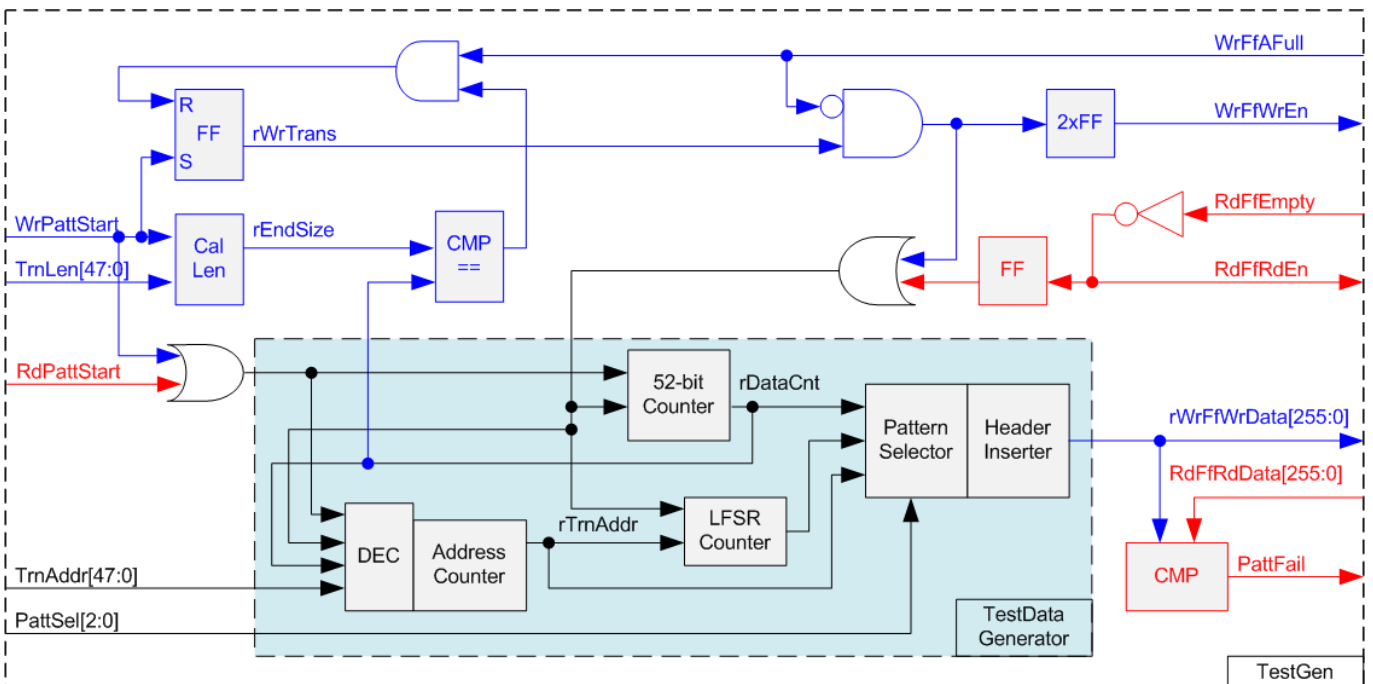 WrFfAFull
R
FF
S
rWrTrans
2xFF
WrFfWrEn
WrPattStart
TrnLen[47:0]
Cal
Len
rEndSize
CMP
==
RdFfEmpty
FF
RdFfRdEn
RdPattStart
52-bit
Counter
rDataCnt
Pattern
Selector
Header
Inserter
rWrFfWrData[255:0]
RdFfRdData[255:0]
DEC
Address
Counter
rTrnAddr
LFSR
Counter
CMP
PattFail
TrnAddr[47:0]
PattSel[2:0]
TestData
Generator
TestGen